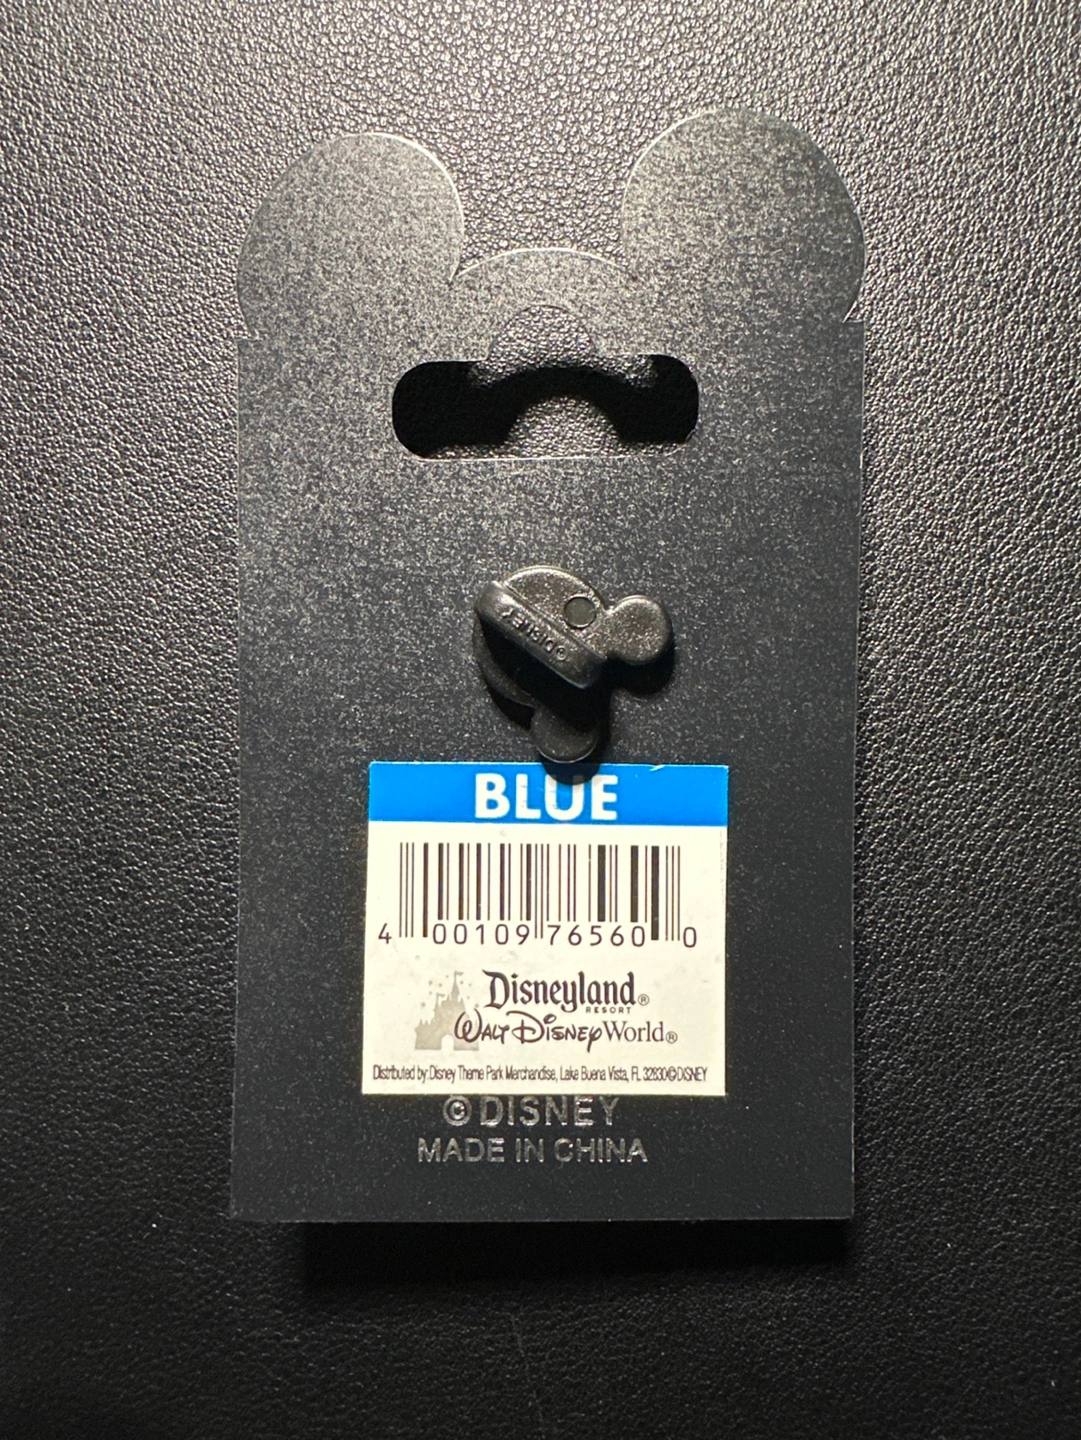 ©DISNEY
BLUE
4 00109 76560 0
Disneyland®
RESORT
WALT DISNEY World®
Distributed by: Disney Theme Park Merchandise, Lake Buena Vista, FL 32830©DISNEY
©DISNEY
MADE IN CHINA